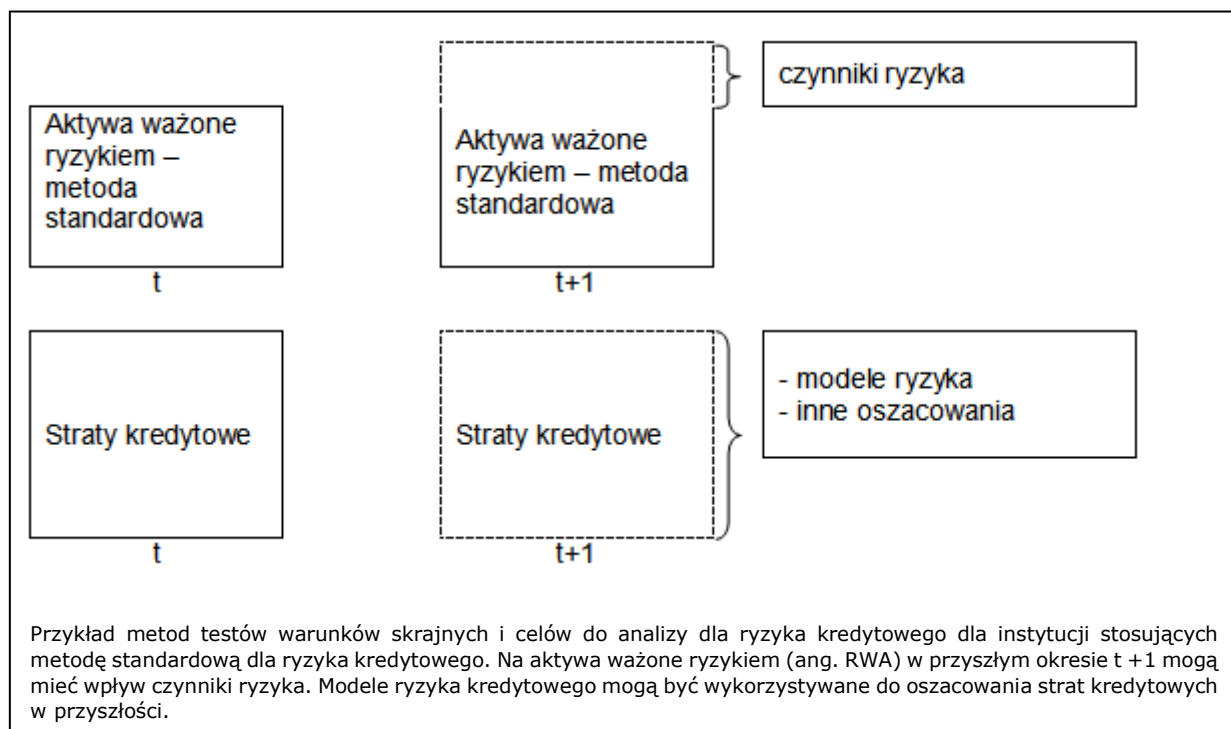 Aktywa ważone
ryzykiem –
metoda
standardowa
t
Aktywa ważone
ryzykiem – metoda
standardowa
t+1
czynniki ryzyka
Straty kredytowe
t
Straty kredytowe
t+1
- modele ryzyka
- inne oszacowania
Przykład metod testów warunków skrajnych i celów do analizy dla ryzyka kredytowego dla instytucji stosujących
metodę standardową dla ryzyka kredytowego. Na aktywa ważone ryzykiem (ang. RWA) w przyszłym okresie t +1 mogą
mieć wpływ czynniki ryzyka. Modele ryzyka kredytowego mogą być wykorzystywane do oszacowania strat kredytowych
w przyszłości.